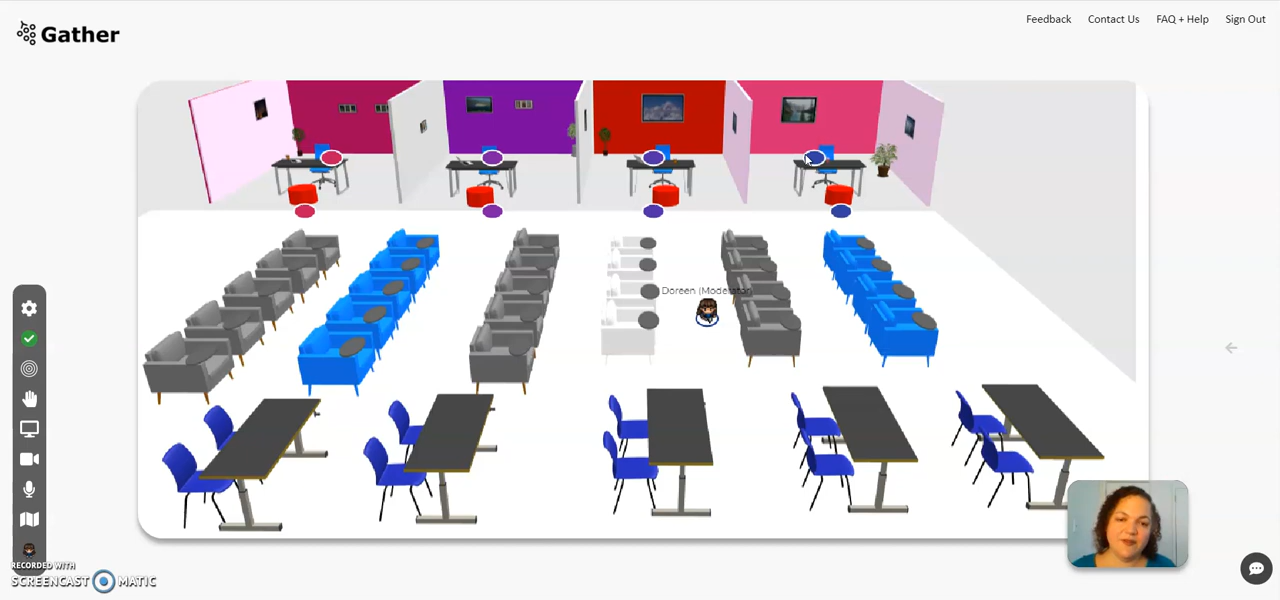 Gather
Feedback Contact Us FAQ + Help Sign Out
Doreen (Moderator)
RECORDED WITH
SCREENCAST MATIC